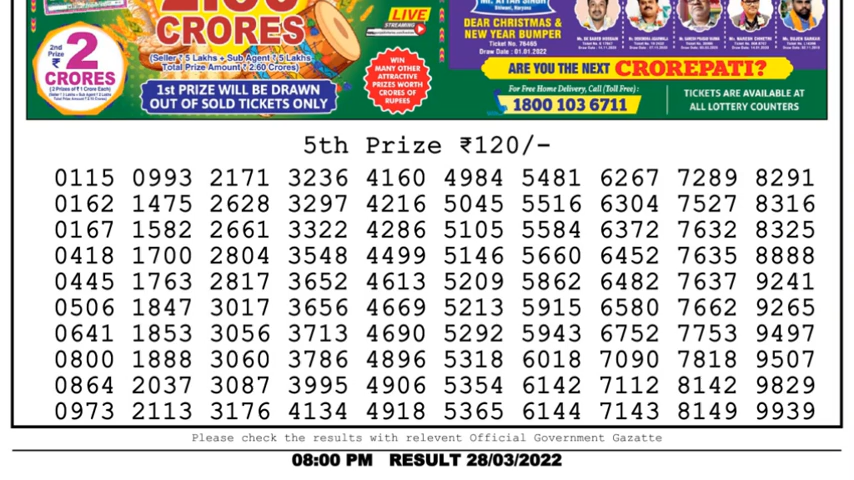 CRORES
(Seller ₹ 5 Lakhs + Sub Agent ₹ 5 Lakhs
Total Prize Amount ₹ 2.60 Crores)
2nd Prize
₹ 2
CRORES
1st PRIZE WILL BE DRAWN
OUT OF SOLD TICKETS ONLY
LIVE
STREAMING
WIN
MANY OTHER
ATTRACTIVE
PRIZES WORTH
CRORES OF
RUPEES
DEAR CHRISTMAS &
NEW YEAR BUMPER
Ticket No. 76465
Draw Date : 01.01.2022
ARE YOU THE NEXT CROREPATI?
For Free Home Delivery, Call (Toll Free) :
1800 103 6711
TICKETS ARE AVAILABLE AT
ALL LOTTERY COUNTERS
5th Prize ₹120/-
0115 0993 2171 3236 4160 4984 5481 6267 7289 8291
0162 1475 2628 3297 4216 5045 5516 6304 7527 8316
0167 1582 2661 3322 4286 5105 5584 6372 7632 8325
0418 1700 2804 3548 4499 5146 5660 6452 7635 8888
0445 1763 2817 3652 4613 5209 5862 6482 7637 9241
0506 1847 3017 3656 4669 5213 5915 6580 7662 9265
0641 1853 3056 3713 4690 5292 5943 6752 7753 9497
0800 1888 3060 3786 4896 5318 6018 7090 7818 9507
0864 2037 3087 3995 4906 5354 6142 7112 8142 9829
0973 2113 3176 4134 4918 5365 6144 7143 8149 9939
Please check the results with relevent Official Government Gazatte
08:00 PM RESULT 28/03/2022